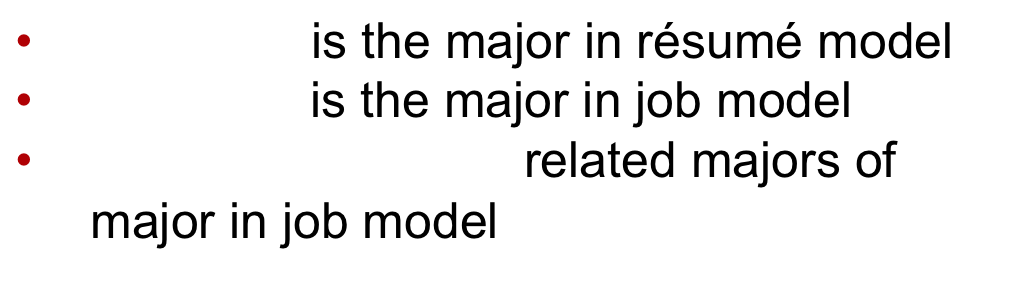 • is the major in résumé model
• is the major in job model
• related majors of
major in job model